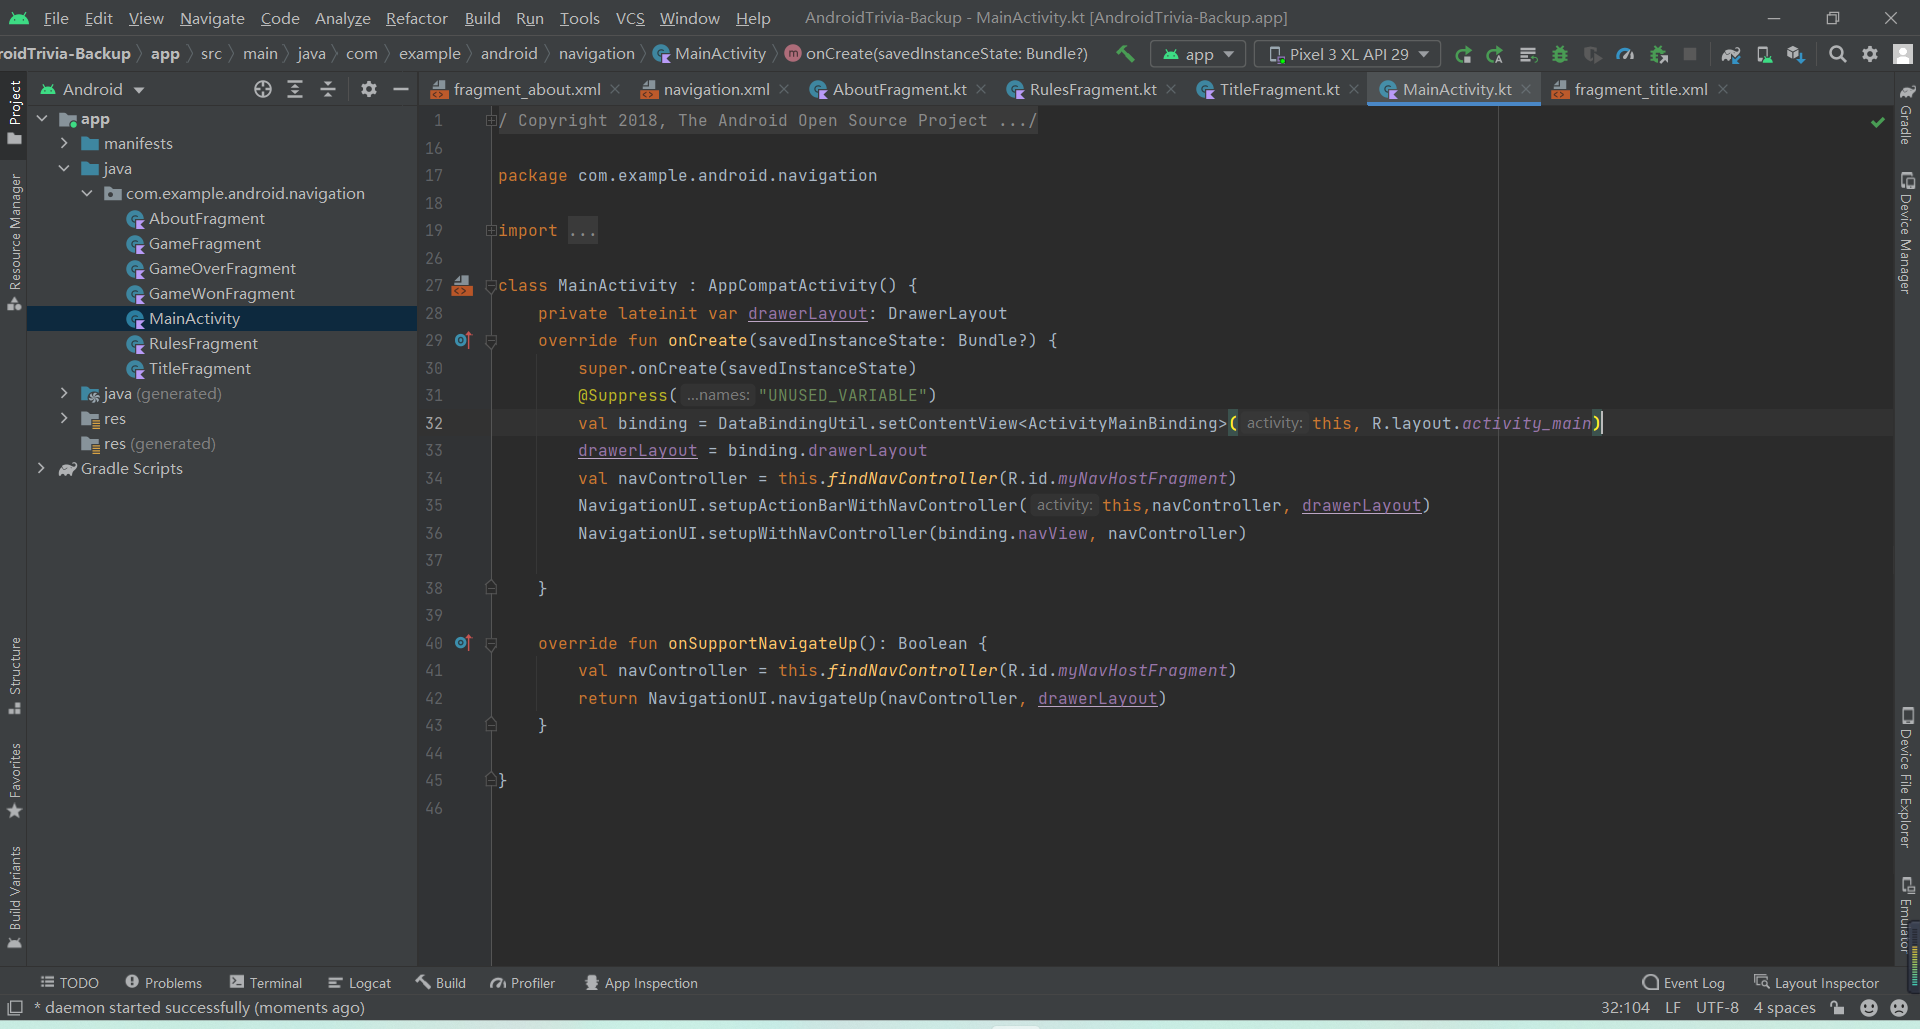 File Edit View Navigate Code Analyze Refactor Build Run Tools VCS Window Help AndroidTrivia-Backup - MainActivity.kt [AndroidTrivia-Backup.app]
roidTrivia-Backup app src main java com example android navigation MainActivity onCreate(savedInstanceState: Bundle?) app Pixel 3 XL API 29
Android
fragment_about.xml navigation.xml AboutFragment.kt RulesFragment.kt TitleFragment.kt MainActivity.kt fragment_title.xml
Project
Resource Manager
Structure
Favorites
Build Variants
app
manifests
java
com.example.android.navigation
AboutFragment
GameFragment
GameOverFragment
GameWonFragment
MainActivity
RulesFragment
TitleFragment
java (generated)
res
res (generated)
Gradle Scripts
1 / Copyright 2018, The Android Open Source Project .../
16
17 package com.example.android.navigation
18
19 import ...
26
27 class MainActivity : AppCompatActivity() {
28 private lateinit var drawerLayout: DrawerLayout
29 override fun onCreate(savedInstanceState: Bundle?) {
30 super.onCreate(savedInstanceState)
31 @Suppress( ...names: "UNUSED_VARIABLE")
32 val binding = DataBindingUtil.setContentView<ActivityMainBinding>( activity: this, R.layout.activity_main)
33 drawerLayout = binding.drawerLayout
34 val navController = this.findNavController(R.id.myNavHostFragment)
35 NavigationUI.setupActionBarWithNavController( activity: this,navController, drawerLayout)
36 NavigationUI.setupWithNavController(binding.navView, navController)
37
38 }
39
40 override fun onSupportNavigateUp(): Boolean {
41 val navController = this.findNavController(R.id.myNavHostFragment)
42 return NavigationUI.navigateUp(navController, drawerLayout)
43 }
44
45 }
46
Gradle
Device Manager
Device File Explorer
Emulator
TODO Problems Terminal Logcat Build Profiler App Inspection Event Log Layout Inspector
* daemon started successfully (moments ago) 32:104 LF UTF-8 4 spaces